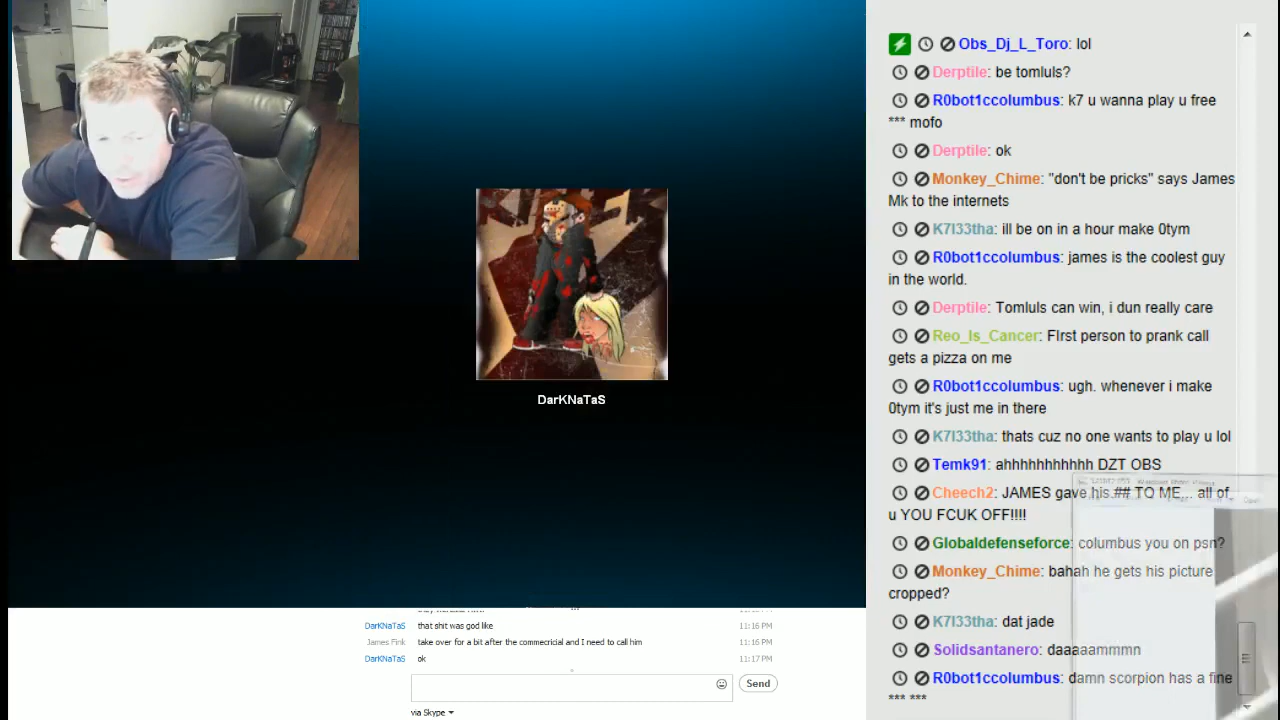 Obs_Dj_L_Toro: lol
Derptile: be tomluls?
R0bot1ccolumbus: k7 u wanna play u free
*** mofo
Derptile: ok
Monkey_Chime: "don't be pricks" says James
Mk to the internets
K7l33tha: ill be on in a hour make 0tym
R0bot1ccolumbus: james is the coolest guy
in the world.
Derptile: Tomluls can win, i dun really care
Reo_Is_Cancer: FIrst person to prank call
gets a pizza on me
R0bot1ccolumbus: ugh. whenever i make
0tym it's just me in there
K7l33tha: thats cuz no one wants to play u lol
Temk91: ahhhhhhhhhhh DZT OBS
Cheech2: JAMES gave his ## TO ME... all of
u YOU FCUK OFF!!!!
Globaldefenseforce: columbus you on psn?
Monkey_Chime: bahah he gets his picture
cropped?
K7l33tha: dat jade
Solidsantanero: daaaaammmn
R0bot1ccolumbus: damn scorpion has a fine
*** ***
DarKNaTaS
DarKNaTaS that shit was god like 11:16 PM
James Fink take over for a bit after the commecricial and I need to call him 11:16 PM
DarKNaTaS ok 11:17 PM
Send
via Skype